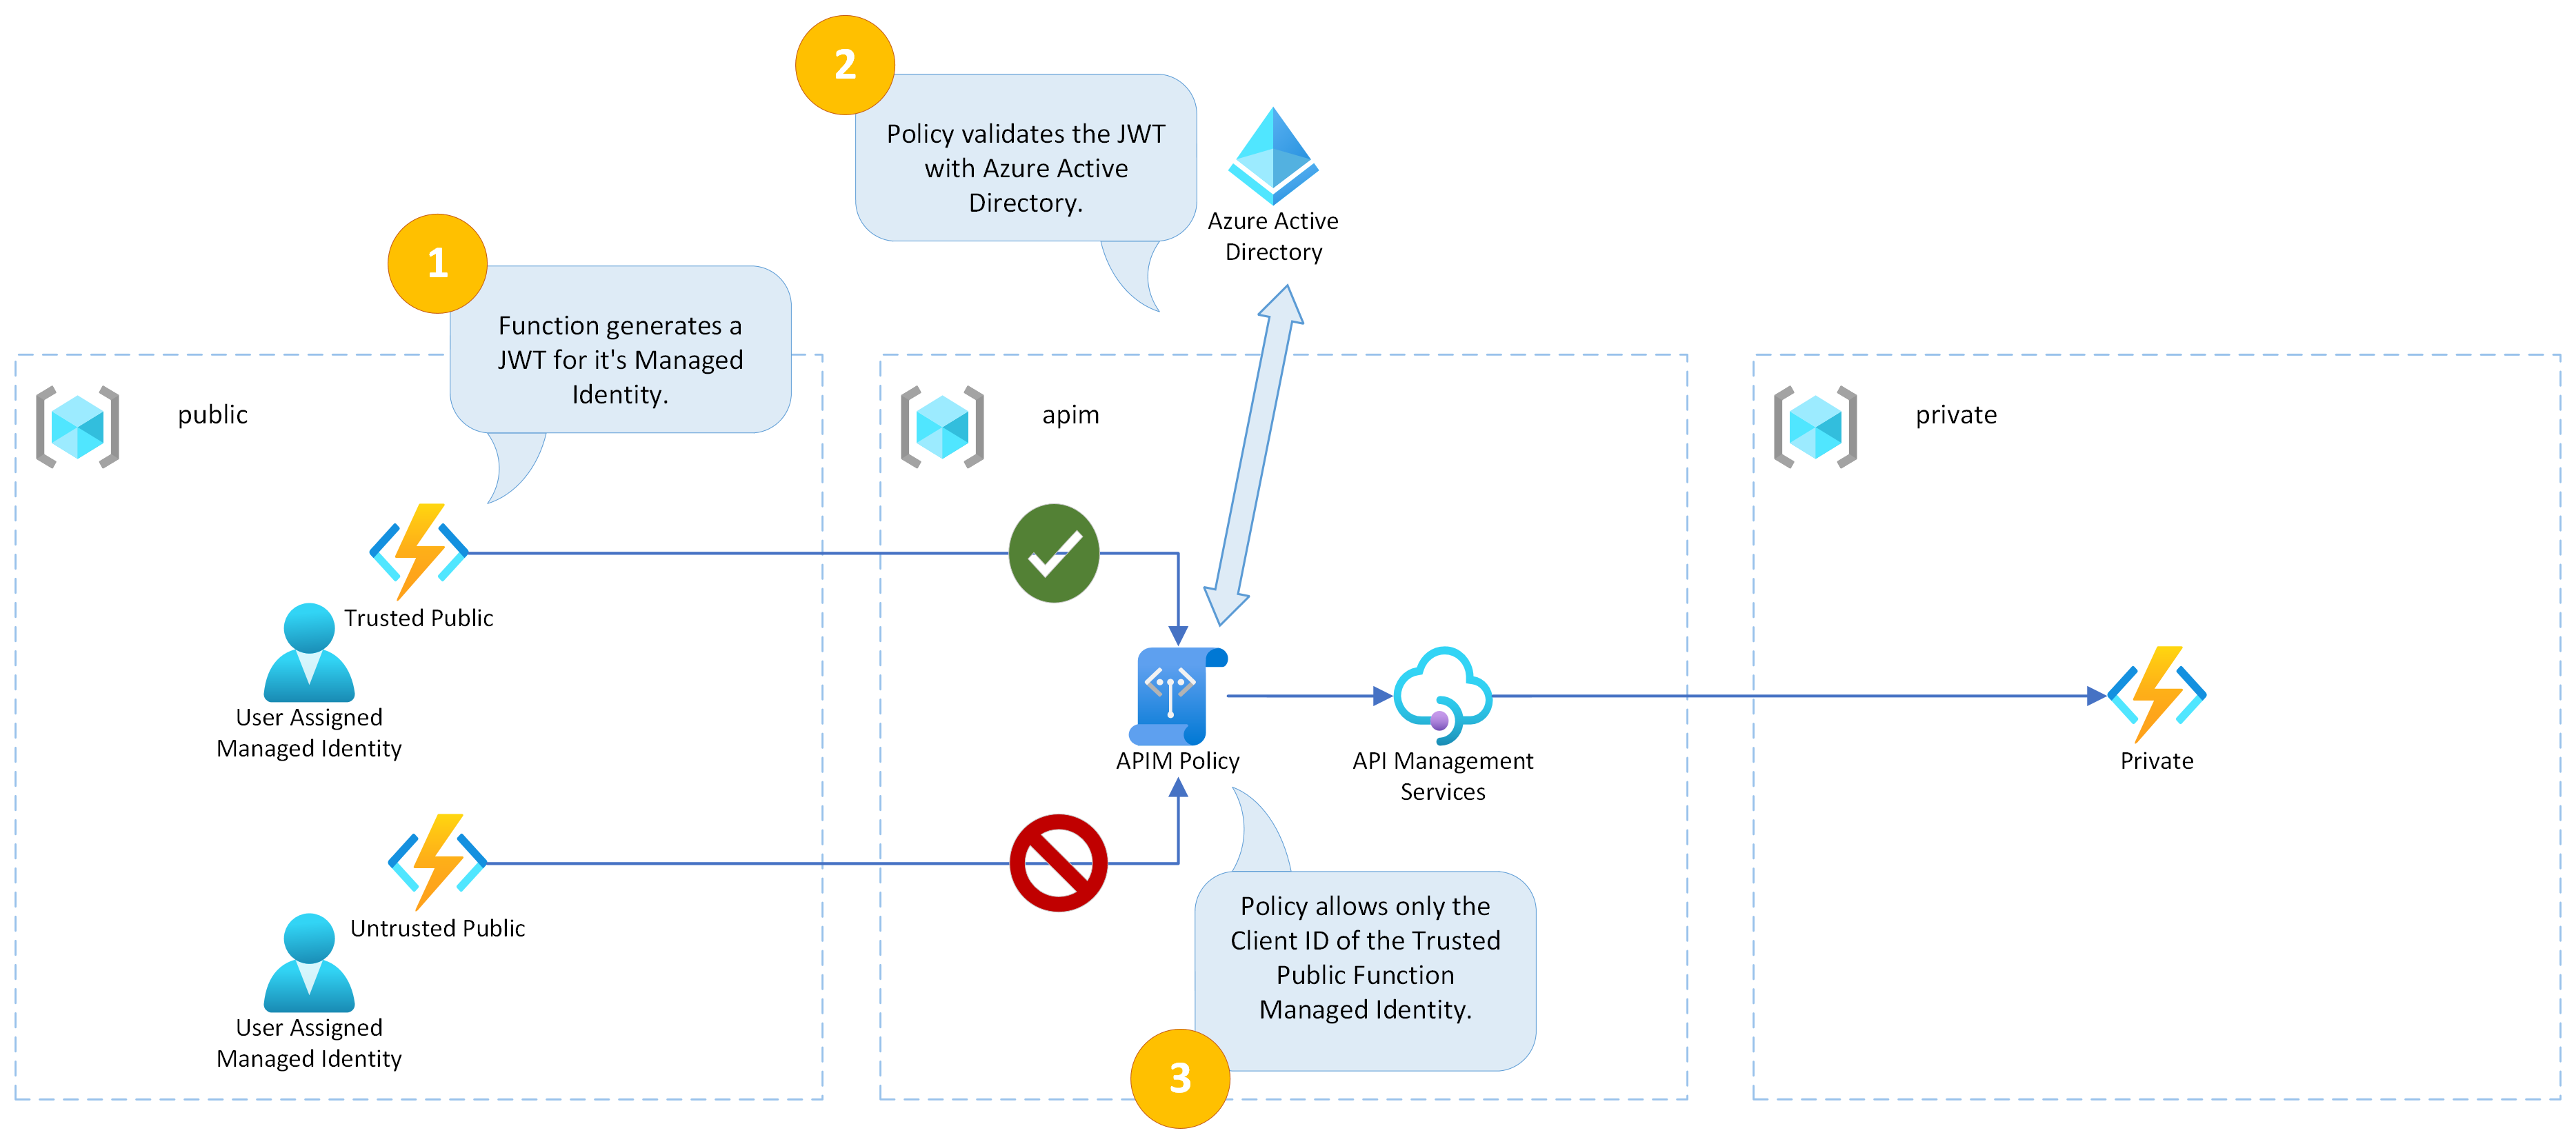 2
Policy validates the JWT
with Azure Active
Directory.
Azure Active
Directory
1
Function generates a
JWT for it's Managed
Identity.
public
apim
private
Trusted Public
User Assigned
Managed Identity
APIM Policy
API Management
Services
Private
Untrusted Public
User Assigned
Managed Identity
Policy allows only the
Client ID of the Trusted
Public Function
Managed Identity.
3